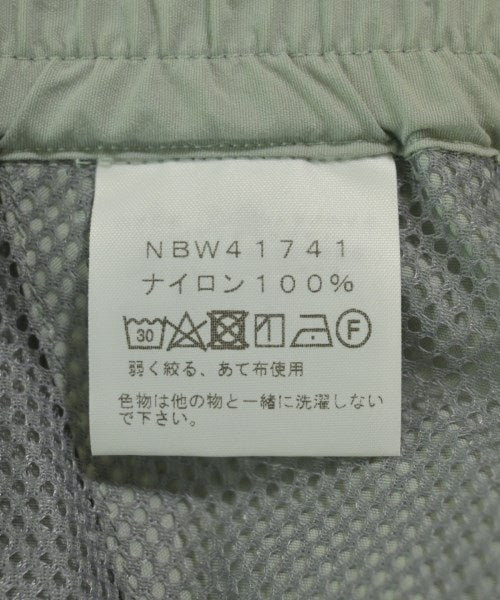 NBW41741
ナイロン100%
30 F
弱く絞る、あて布使用
色物は他の物と一緒に洗濯しない
で下さい。